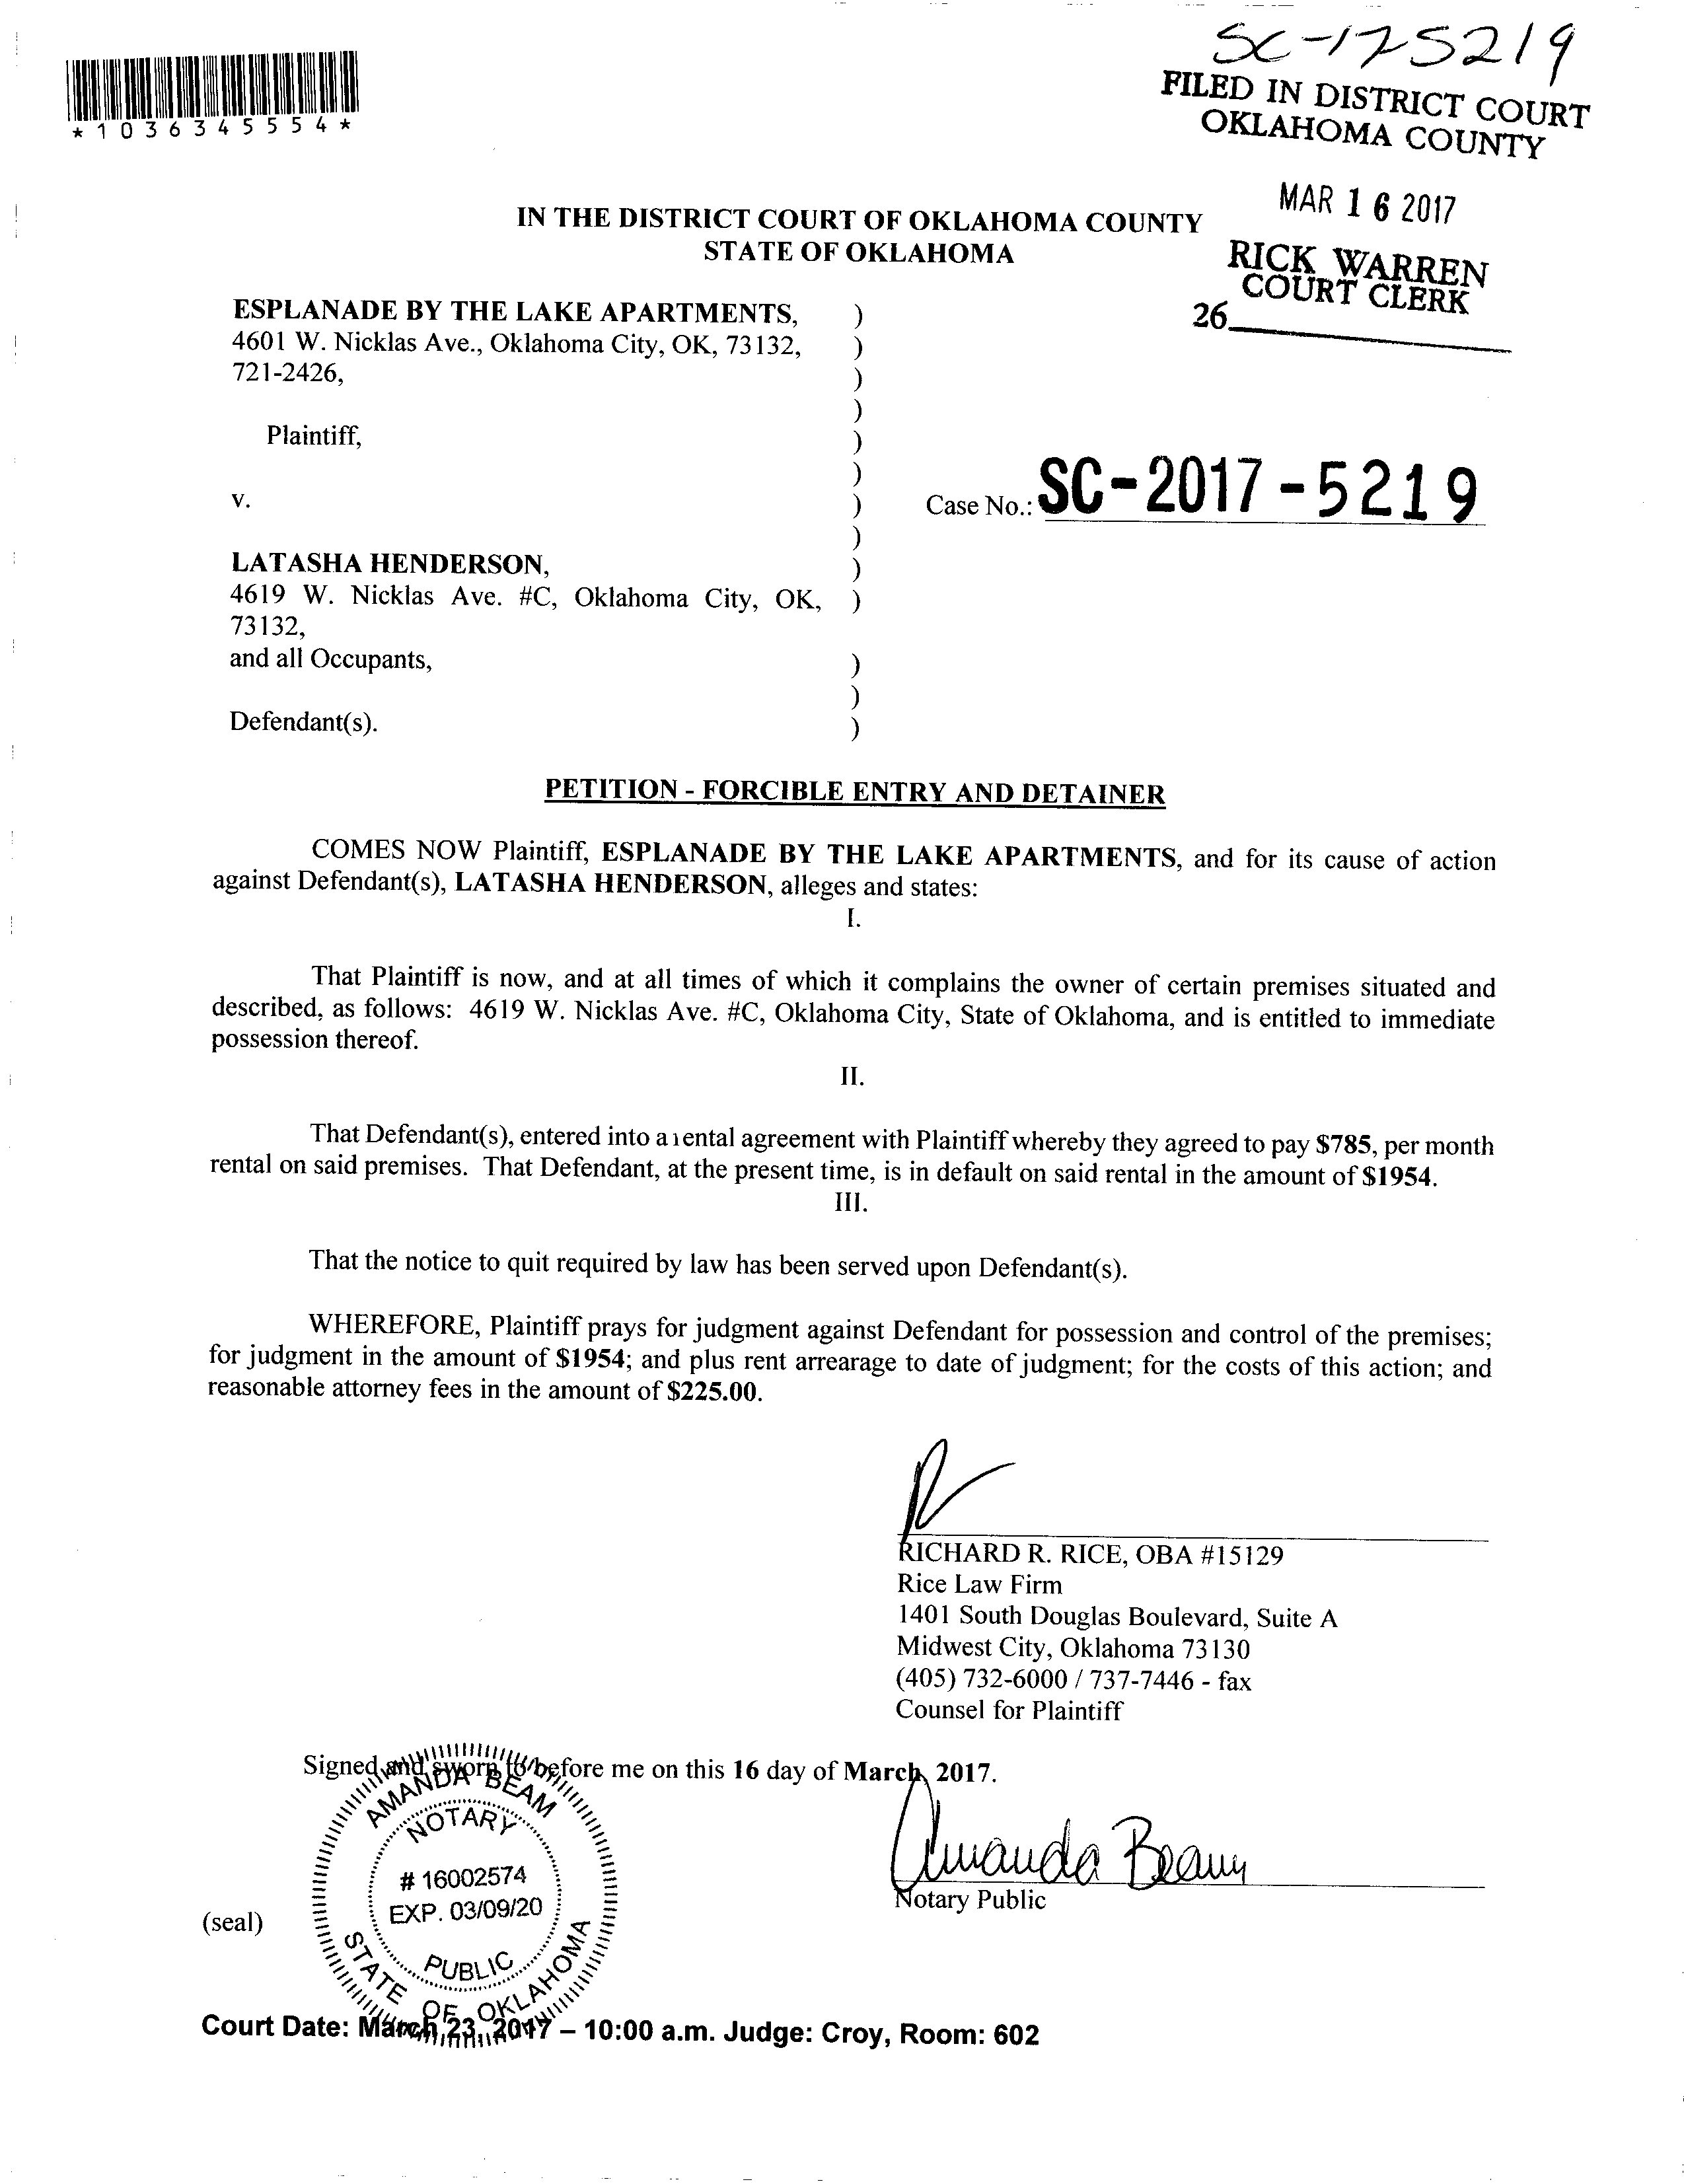 SC-175219
*1036345554*
FILED IN DISTRICT COURT
OKLAHOMA COUNTY
MAR 16 2017
RICK WARREN
COURT CLERK
26
IN THE DISTRICT COURT OF OKLAHOMA COUNTY
STATE OF OKLAHOMA
ESPLANADE BY THE LAKE APARTMENTS, )
4601 W. Nicklas Ave., Oklahoma City, OK, 73132, )
721-2426, )
)
Plaintiff, )
)
v. ) Case No.: SC-2017-5219
)
LATASHA HENDERSON, )
4619 W. Nicklas Ave. #C, Oklahoma City, OK, )
73132,
and all Occupants, )
)
Defendant(s). )
PETITION - FORCIBLE ENTRY AND DETAINER
COMES NOW Plaintiff, ESPLANADE BY THE LAKE APARTMENTS, and for its cause of action
against Defendant(s), LATASHA HENDERSON, alleges and states:
I.
That Plaintiff is now, and at all times of which it complains the owner of certain premises situated and
described, as follows: 4619 W. Nicklas Ave. #C, Oklahoma City, State of Oklahoma, and is entitled to immediate
possession thereof.
II.
That Defendant(s), entered into a rental agreement with Plaintiff whereby they agreed to pay $785, per month
rental on said premises. That Defendant, at the present time, is in default on said rental in the amount of $1954.
III.
That the notice to quit required by law has been served upon Defendant(s).
WHEREFORE, Plaintiff prays for judgment against Defendant for possession and control of the premises;
for judgment in the amount of $1954; and plus rent arrearage to date of judgment; for the costs of this action; and
reasonable attorney fees in the amount of $225.00.
RICHARD R. RICE, OBA #15129
Rice Law Firm
1401 South Douglas Boulevard, Suite A
Midwest City, Oklahoma 73130
(405) 732-6000 / 737-7446 - fax
Counsel for Plaintiff
Signed and sworn to before me on this 16 day of March, 2017.
Amanda Beam
Notary Public
(seal)
AMANDA BEAM
NOTARY
# 16002574
EXP. 03/09/20
PUBLIC
STATE OF OKLAHOMA
Court Date: March 23, 2017 – 10:00 a.m. Judge: Croy, Room: 602